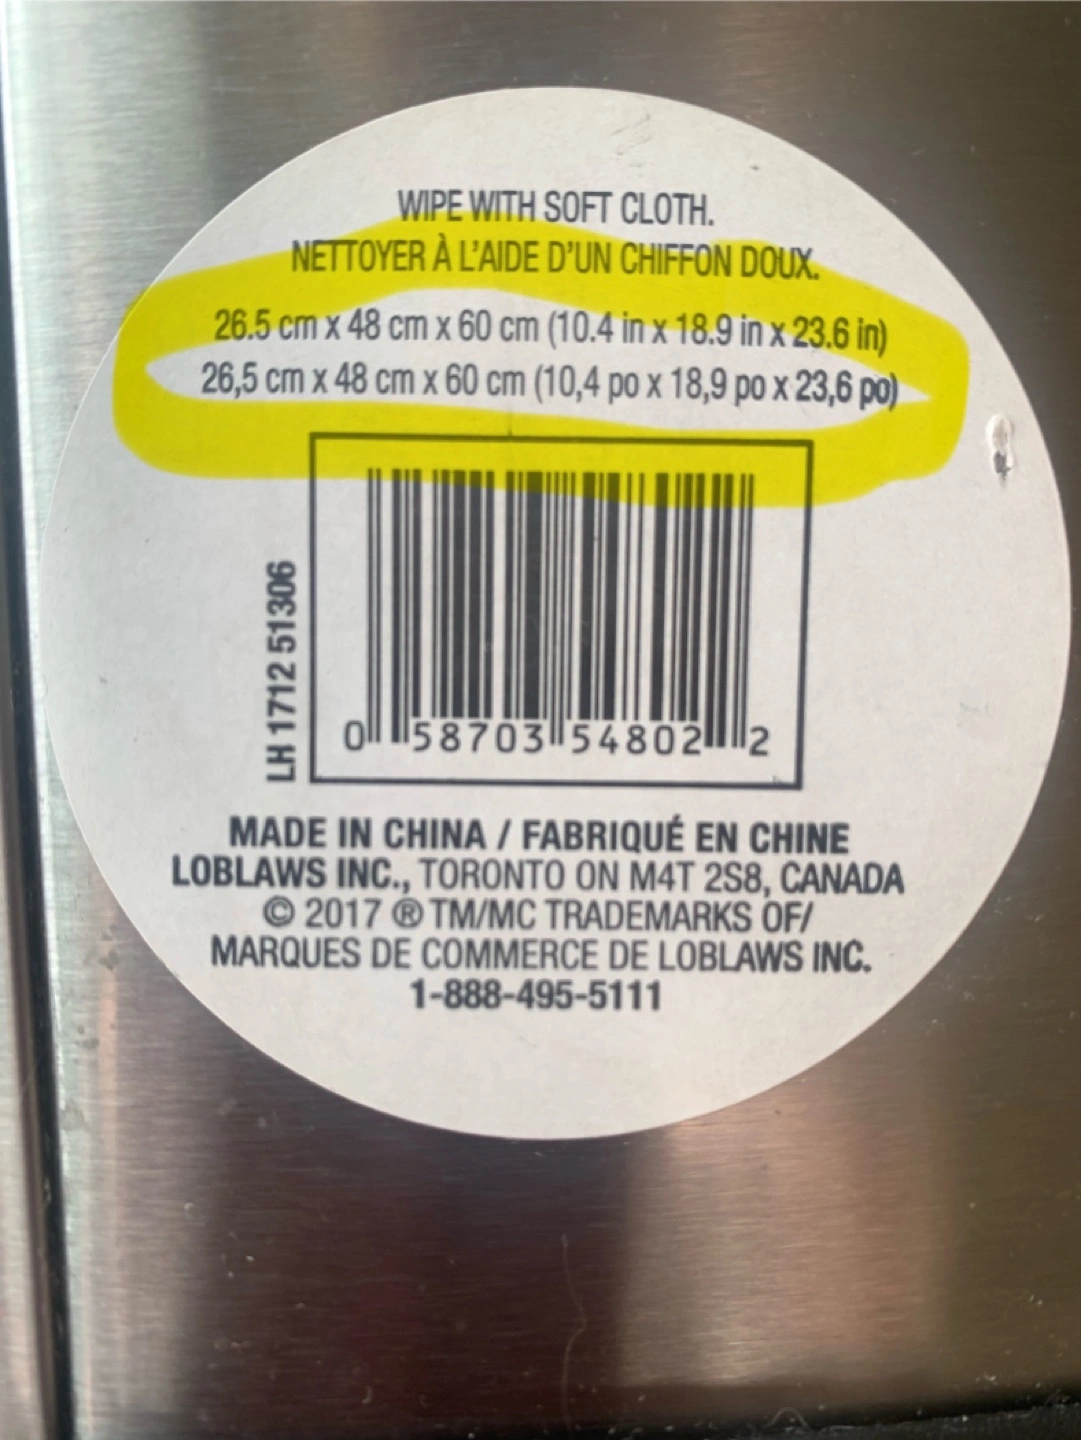 WIPE WITH SOFT CLOTH.
NETTOYER À L'AIDE D'UN CHIFFON DOUX.
26.5 cm x 48 cm x 60 cm (10.4 in x 18.9 in x 23.6 in)
26,5 cm x 48 cm x 60 cm (10,4 po x 18,9 po x 23,6 po)
LH 1712 51306
0 58703 54802 2
MADE IN CHINA / FABRIQUÉ EN CHINE
LOBLAWS INC., TORONTO ON M4T 2S8, CANADA
© 2017 ® TM/MC TRADEMARKS OF/
MARQUES DE COMMERCE DE LOBLAWS INC.
1-888-495-5111